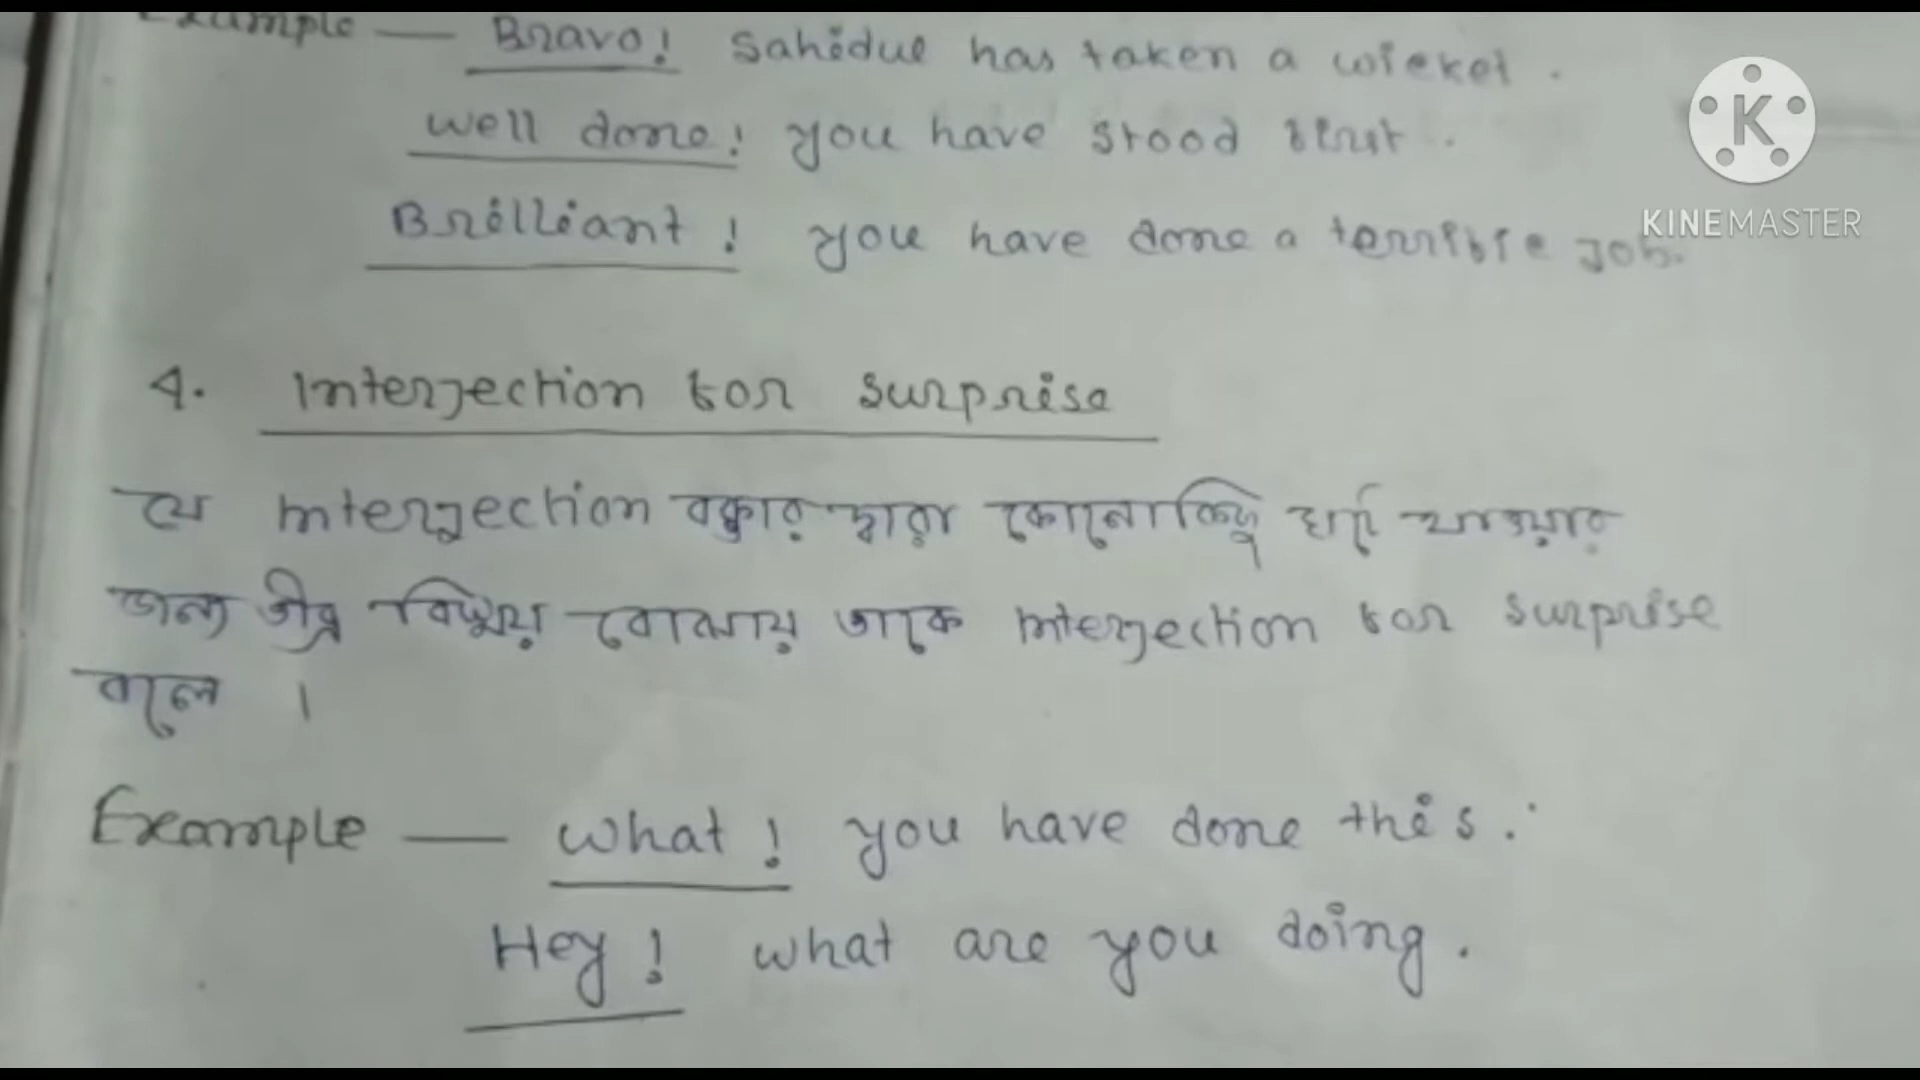 Example — Bravo! Sahidul has taken a wicket.
Well done! you have stood first.
Brilliant! you have done a terrible job.
KINEMASTER
4. Interjection for surprise
যে interjection বক্তার দ্বারা কোনোকিছু ঘটে যাওয়ার
জন্য তীব্র বিস্ময় বোঝায় তাকে interjection for surprise
বলে ।
Example — What! you have done this.
Hey! what are you doing.